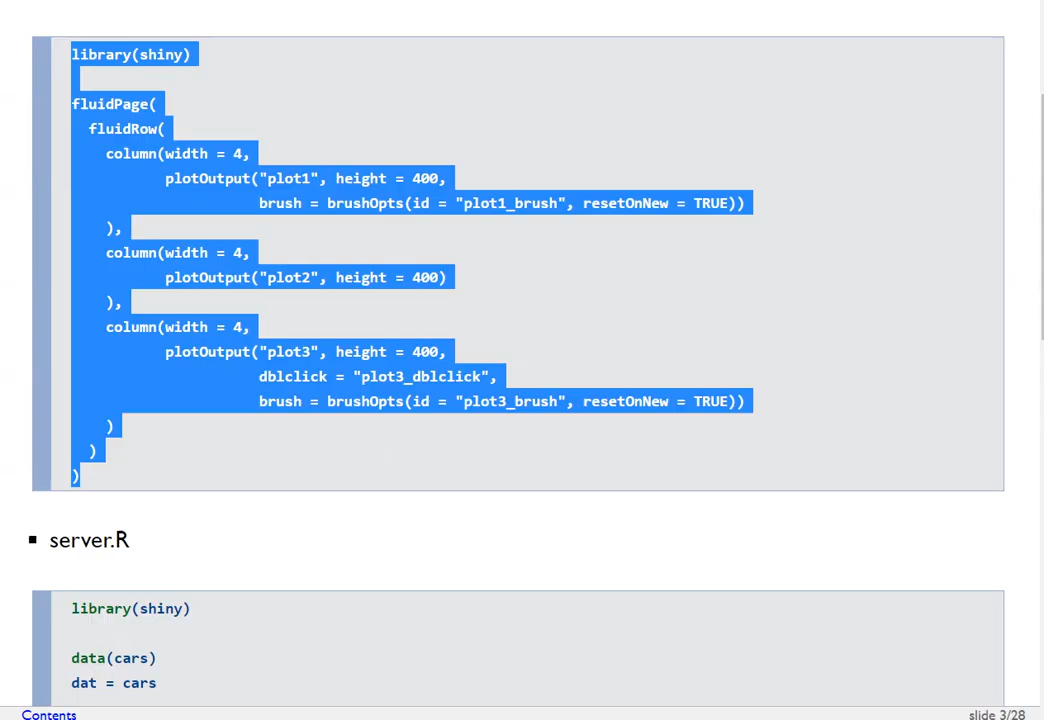 library(shiny)
fluidPage(
fluidRow(
column(width = 4,
plotOutput("plot1", height = 400,
brush = brushOpts(id = "plot1_brush", resetOnNew = TRUE))
),
column(width = 4,
plotOutput("plot2", height = 400)
),
column(width = 4,
plotOutput("plot3", height = 400,
dblclick = "plot3_dblclick",
brush = brushOpts(id = "plot3_brush", resetOnNew = TRUE))
)
)
)
▪ server.R
library(shiny)
data(cars)
dat = cars
Contents
slide 3/28